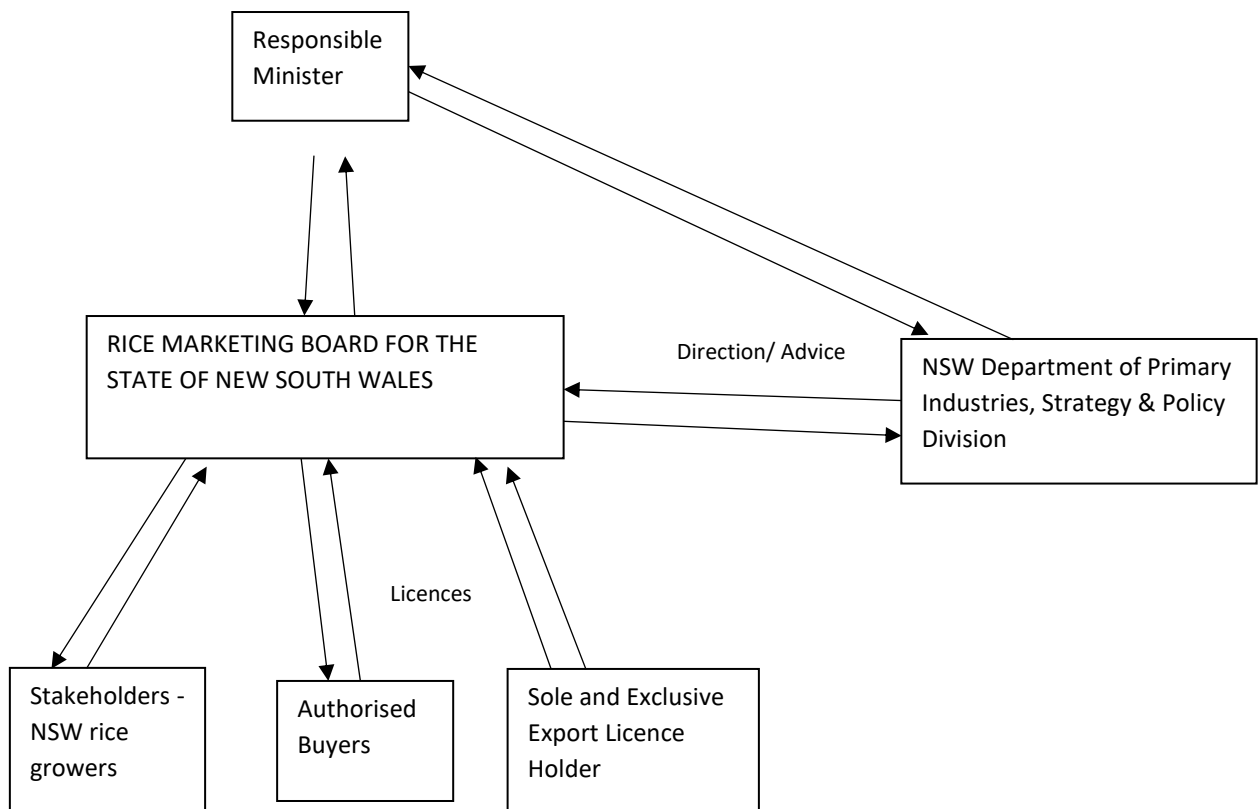 Responsible
Minister
RICE MARKETING BOARD FOR THE
STATE OF NEW SOUTH WALES
Direction/ Advice
NSW Department of Primary
Industries, Strategy & Policy
Division
Licences
Stakeholders -
NSW rice
growers
Authorised
Buyers
Sole and Exclusive
Export Licence
Holder